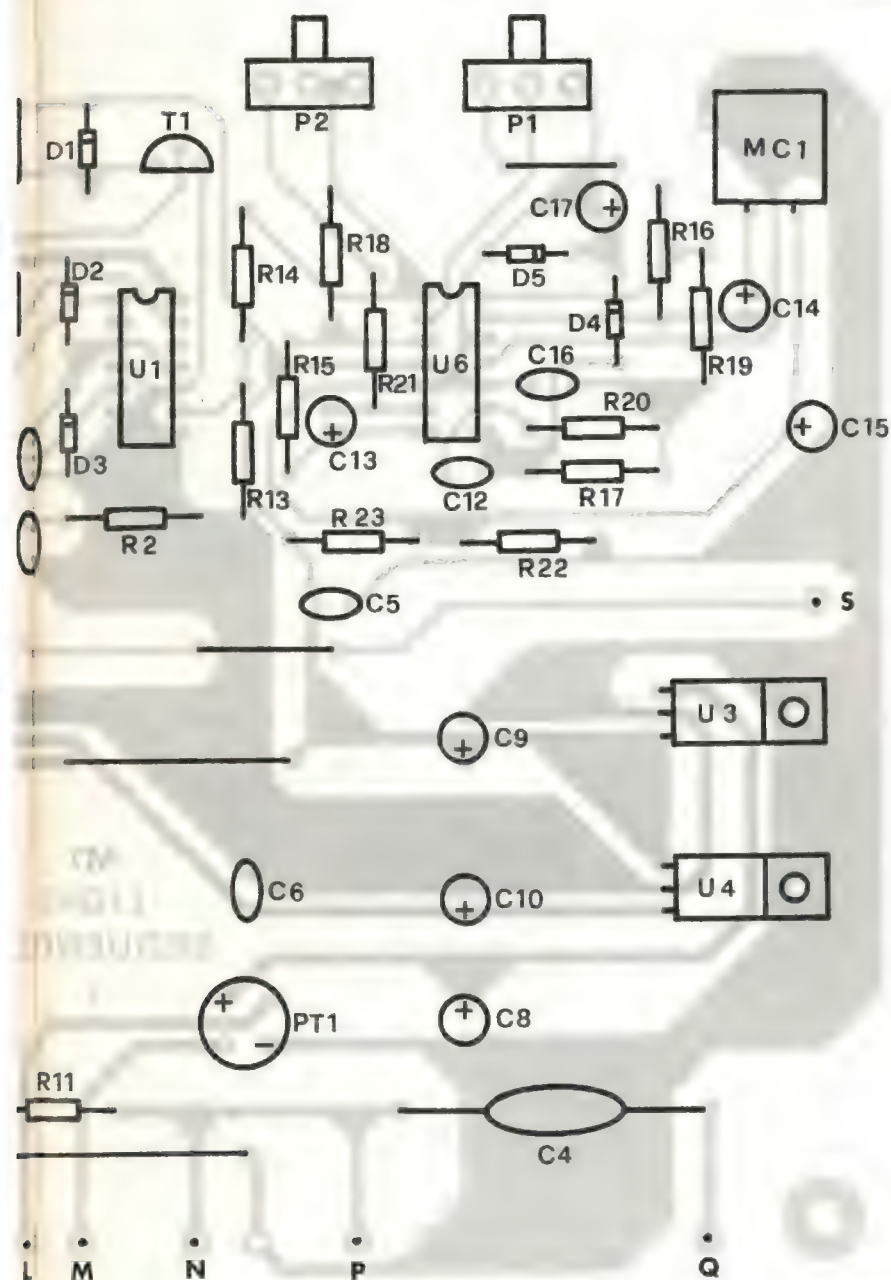 P2
P1
MC1
D1
T1
C17
R16
R18
D5
D2
R14
D4
C14
U1
R15
R21
U6
C16
R19
R20
C15
C13
D3
R13
C12
R17
R2
R 23
R22
C5
S
U3
C9
C6
C10
U4
PT1
C8
R11
C4
L M N P Q
+ −